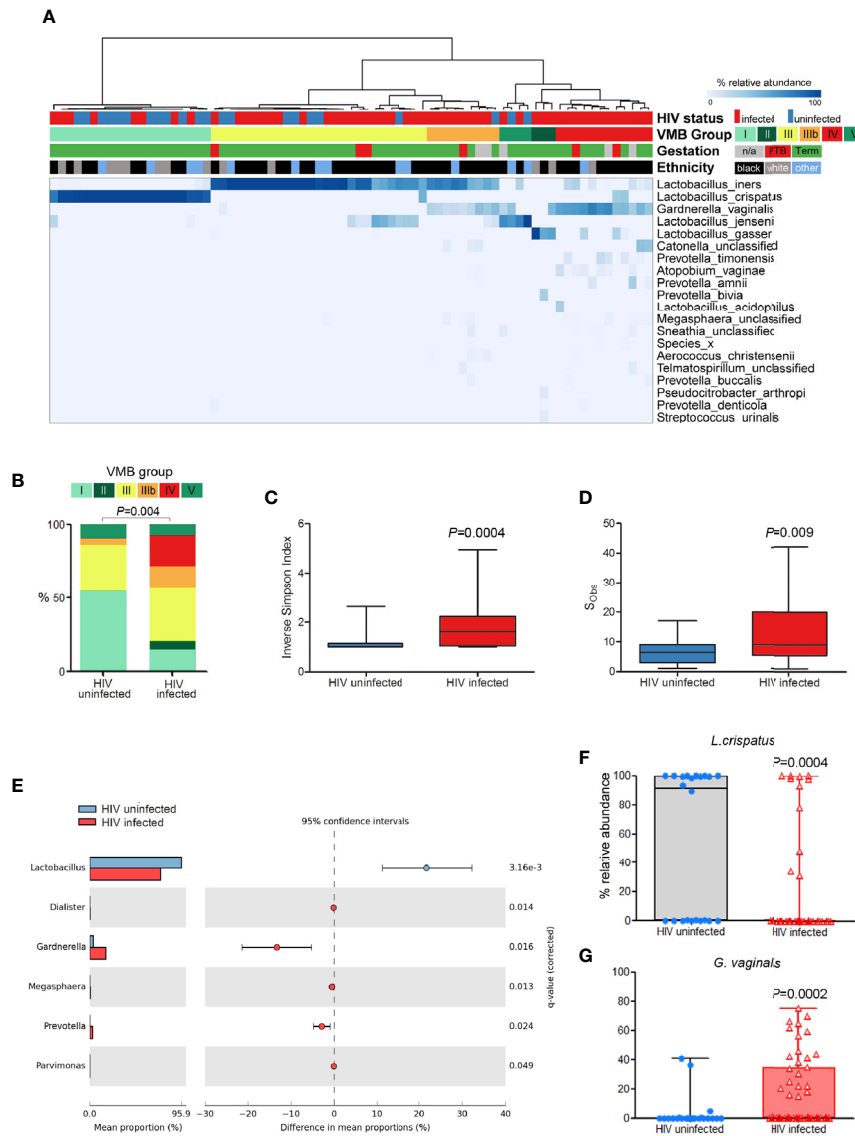 A
% relative abundance
0 100
HIV status infected uninfected
VMB Group I II III IIIb IV V
Gestation n/a PTB Term
Ethnicity black white other
Lactobacillus_iners
Lactobacillus_crispatus
Gardnerella_vaginalis
Lactobacillus_jenseni
Lactobacillus_gasser
Catonella_unclassified
Prevotella_timonensis
Atopobium_vaginae
Prevotella_amnii
Prevotella_bivia
Lactobacillus_acidophilus
Megasphaera_unclassified
Sneathia_unclassified
Species_x
Aerococcus_christensenii
Telmatospirillum_unclassified
Prevotella_buccalis
Pseudocitrobacter_arthropi
Prevotella_denticola
Streptococcus_urinalis
B
VMB group
I II III IIIb IV V
P=0.004
100
50
0
%
HIV uninfected
HIV infected
C
P=0.0004
Inverse Simpson Index
6
4
2
0
HIV uninfected HIV infected
D
P=0.009
SObs
50
40
30
20
10
0
HIV uninfected HIV infected
E
HIV uninfected
HIV infected
95% confidence intervals
Lactobacillus 3.16e-3
Dialister 0.014
Gardnerella 0.016
Megasphaera 0.013
Prevotella 0.024
Parvimonas 0.049
q-value (corrected)
0.0 95.9 −30 −20 −10 0 10 20 30 40
Mean proportion (%) Difference in mean proportions (%)
F
L.crispatus
P=0.0004
% relative abundance
100
80
60
40
20
0
HIV uninfected HIV infected
G
G. vaginals
P=0.0002
100
80
60
40
20
0
HIV uninfected HIV infected